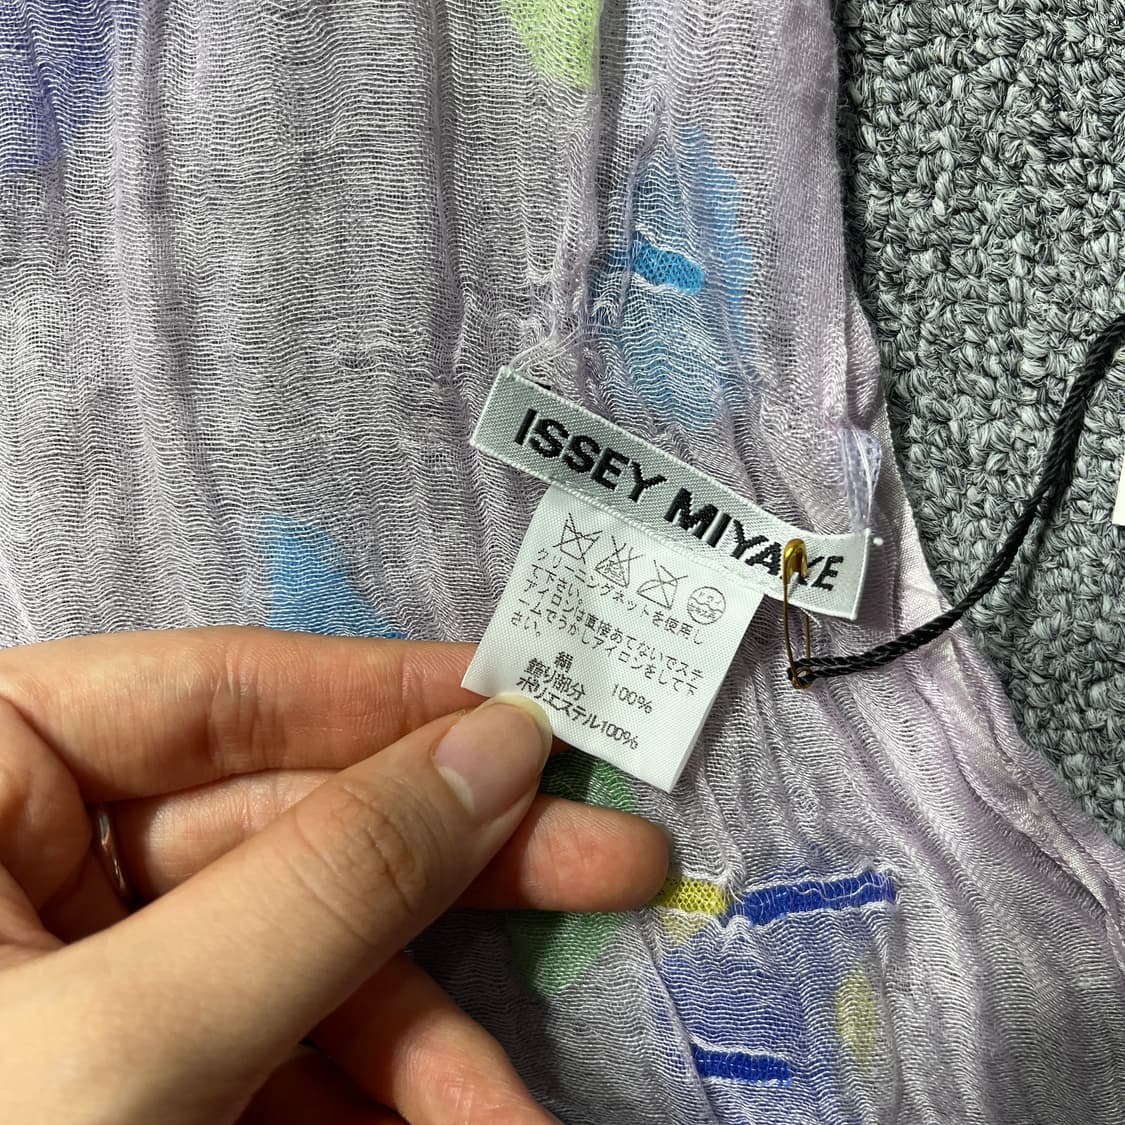 ISSEY MIYAKE
クリーニングネットを使用し
て下さい。
アイロンは直接あてないでスチ
ームでうかしアイロンをして下
さい。
絹 100%
飾り部分
ポリエステル100%